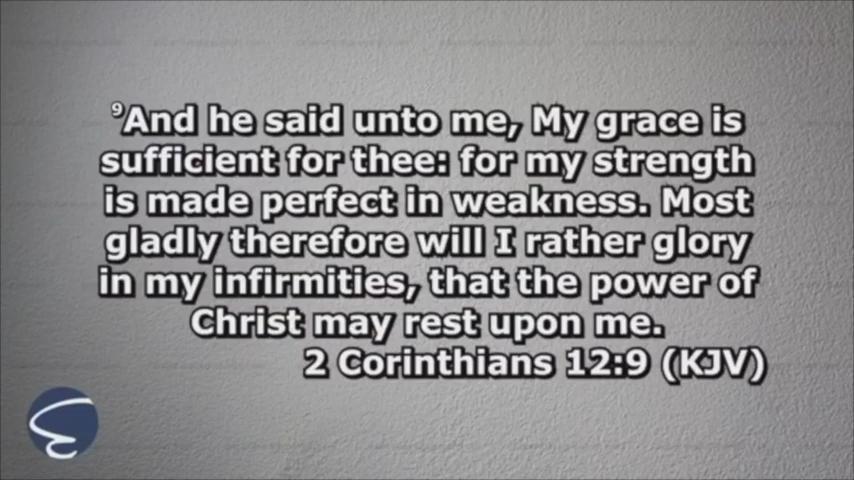 ⁹And he said unto me, My grace is
sufficient for thee: for my strength
is made perfect in weakness. Most
gladly therefore will I rather glory
in my infirmities, that the power of
Christ may rest upon me.
2 Corinthians 12:9 (KJV)